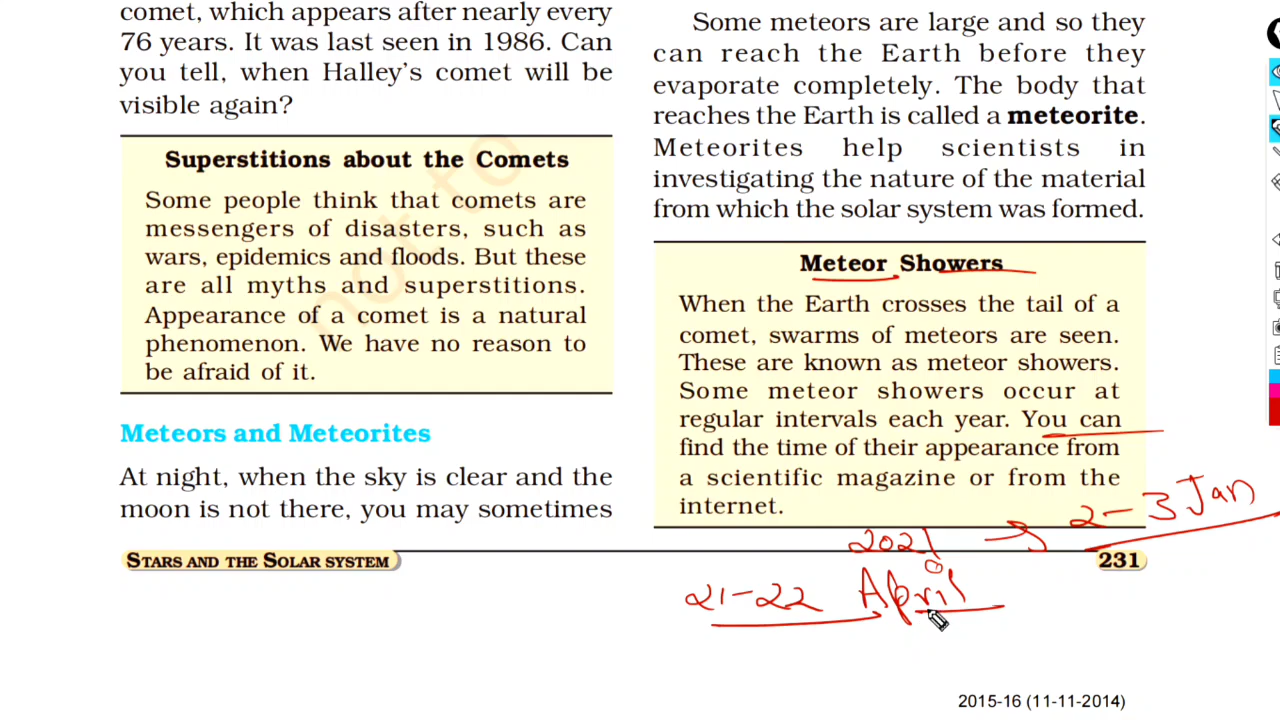 comet, which appears after nearly every
76 years. It was last seen in 1986. Can
you tell, when Halley's comet will be
visible again?
Superstitions about the Comets
Some people think that comets are
messengers of disasters, such as
wars, epidemics and floods. But these
are all myths and superstitions.
Appearance of a comet is a natural
phenomenon. We have no reason to
be afraid of it.
not to
Meteors and Meteorites
At night, when the sky is clear and the
moon is not there, you may sometimes
Some meteors are large and so they
can reach the Earth before they
evaporate completely. The body that
reaches the Earth is called a meteorite.
Meteorites help scientists in
investigating the nature of the material
from which the solar system was formed.
Meteor Showers
When the Earth crosses the tail of a
comet, swarms of meteors are seen.
These are known as meteor showers.
Some meteor showers occur at
regular intervals each year. You can
find the time of their appearance from
a scientific magazine or from the
internet.
2-3 Jan
2021
21-22 April
STARS AND THE SOLAR SYSTEM
231
2015-16 (11-11-2014)